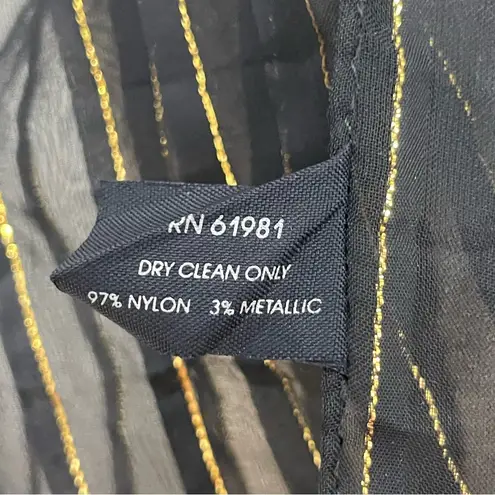 RN 61981
DRY CLEAN ONLY
97% NYLON 3% METALLIC